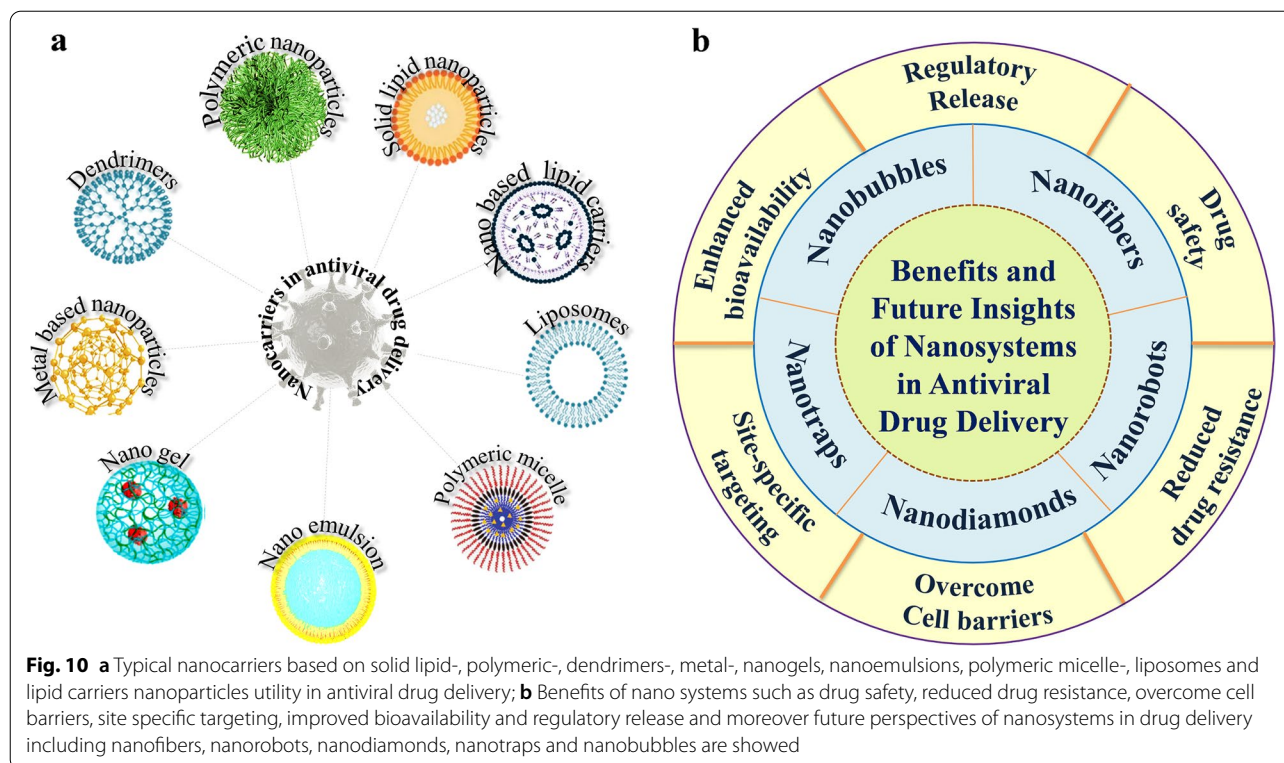 a
Polymeric nanoparticles
Solid lipid nanoparticles
Nano based lipid carriers
Liposomes
Polymeric micelle
Nano emulsion
Nano gel
Metal based nanoparticles
Dendrimers
Nanocarriers in antiviral drug delivery
b
Regulatory
Release
Drug
safety
Reduced
drug resistance
Overcome
Cell barriers
Site-specific
targeting
Enhanced
bioavailability
Nanobubbles
Nanofibers
Nanorobots
Nanodiamonds
Nanotraps
Benefits and
Future Insights
of Nanosystems
in Antiviral
Drug Delivery
Fig. 10 a Typical nanocarriers based on solid lipid-, polymeric-, dendrimers-, metal-, nanogels, nanoemulsions, polymeric micelle-, liposomes and
lipid carriers nanoparticles utility in antiviral drug delivery; b Benefits of nano systems such as drug safety, reduced drug resistance, overcome cell
barriers, site specific targeting, improved bioavailability and regulatory release and moreover future perspectives of nanosystems in drug delivery
including nanofibers, nanorobots, nanodiamonds, nanotraps and nanobubbles are showed